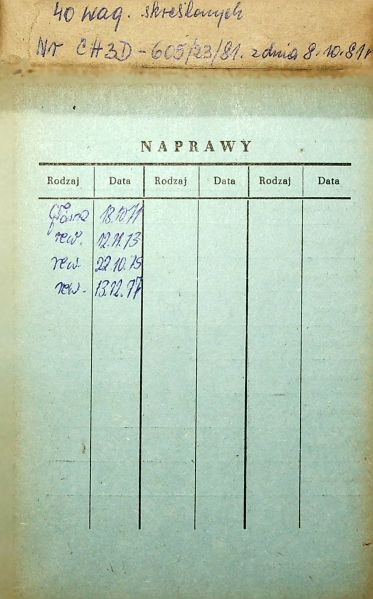 40 wag. skreślonych
Nr CH3D-605/23/81. z dnia 8.10.81r
NAPRAWY
Rodzaj Data Rodzaj Data Rodzaj Data
główna 18.10.71
rew. 12.11.73
rew. 22.10.75
rew. 13.12.77